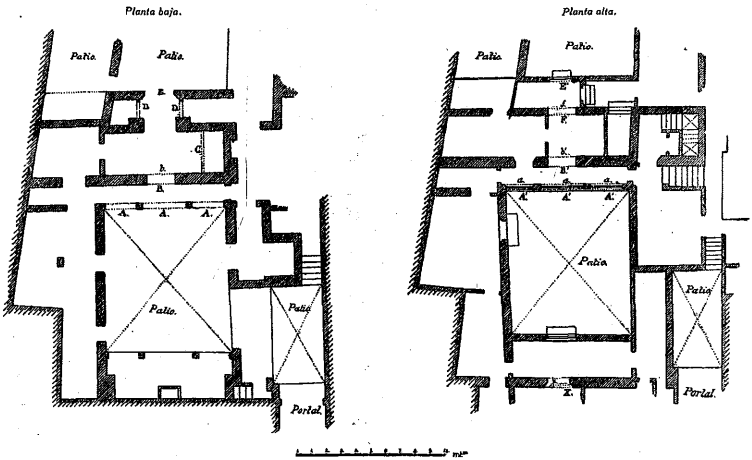 Planta baja.
Patio.
Patio.
B.
D.
D.
C
b.
B.
A.
A.
A.
Patio.
Patio
Portal.
Planta alta.
Patio.
Patio.
E.
f.
F.
K.
B.
a.
a.
a.
A'.
A'.
A'.
Patio.
Patio
X.
Portal.